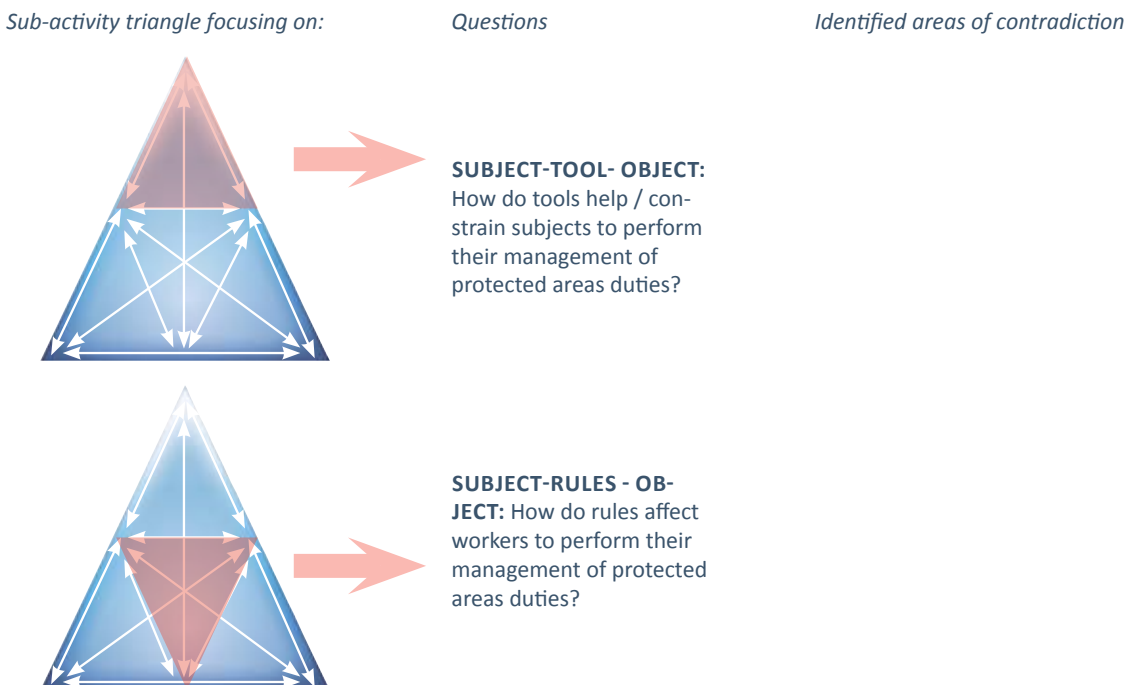 Sub-activity triangle focusing on:
Questions
Identified areas of contradiction
SUBJECT-TOOL- OBJECT:
How do tools help / con-
strain subjects to perform
their management of
protected areas duties?
SUBJECT-RULES - OB-
JECT: How do rules affect
workers to perform their
management of protected
areas duties?